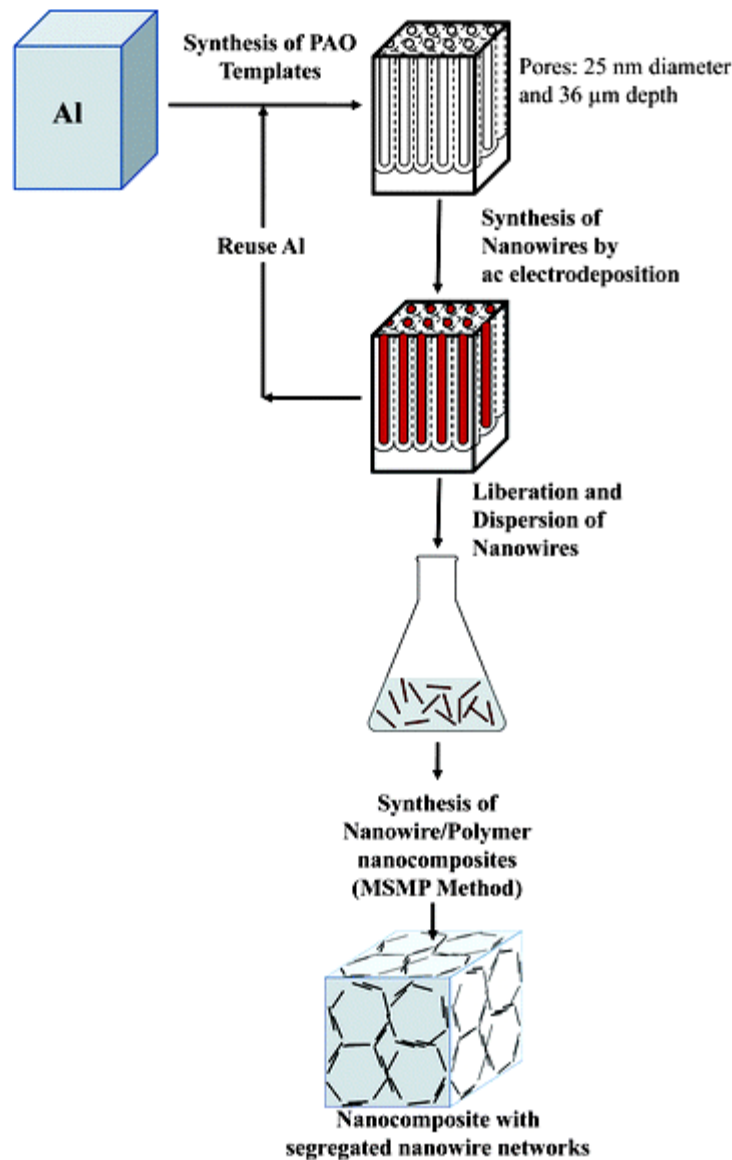 Synthesis of PAO
Templates
Al
Pores: 25 nm diameter
and 36 µm depth
Reuse Al
Synthesis of
Nanowires by
ac electrodeposition
Liberation and
Dispersion of
Nanowires
Synthesis of
Nanowire/Polymer
nanocomposites
(MSMP Method)
Nanocomposite with
segregated nanowire networks